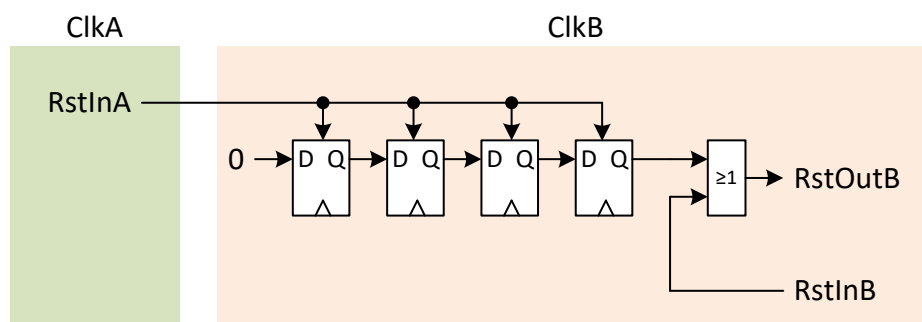 ClkA
ClkB
RstInA
0
D Q
D Q
D Q
D Q
≥1
RstOutB
RstInB